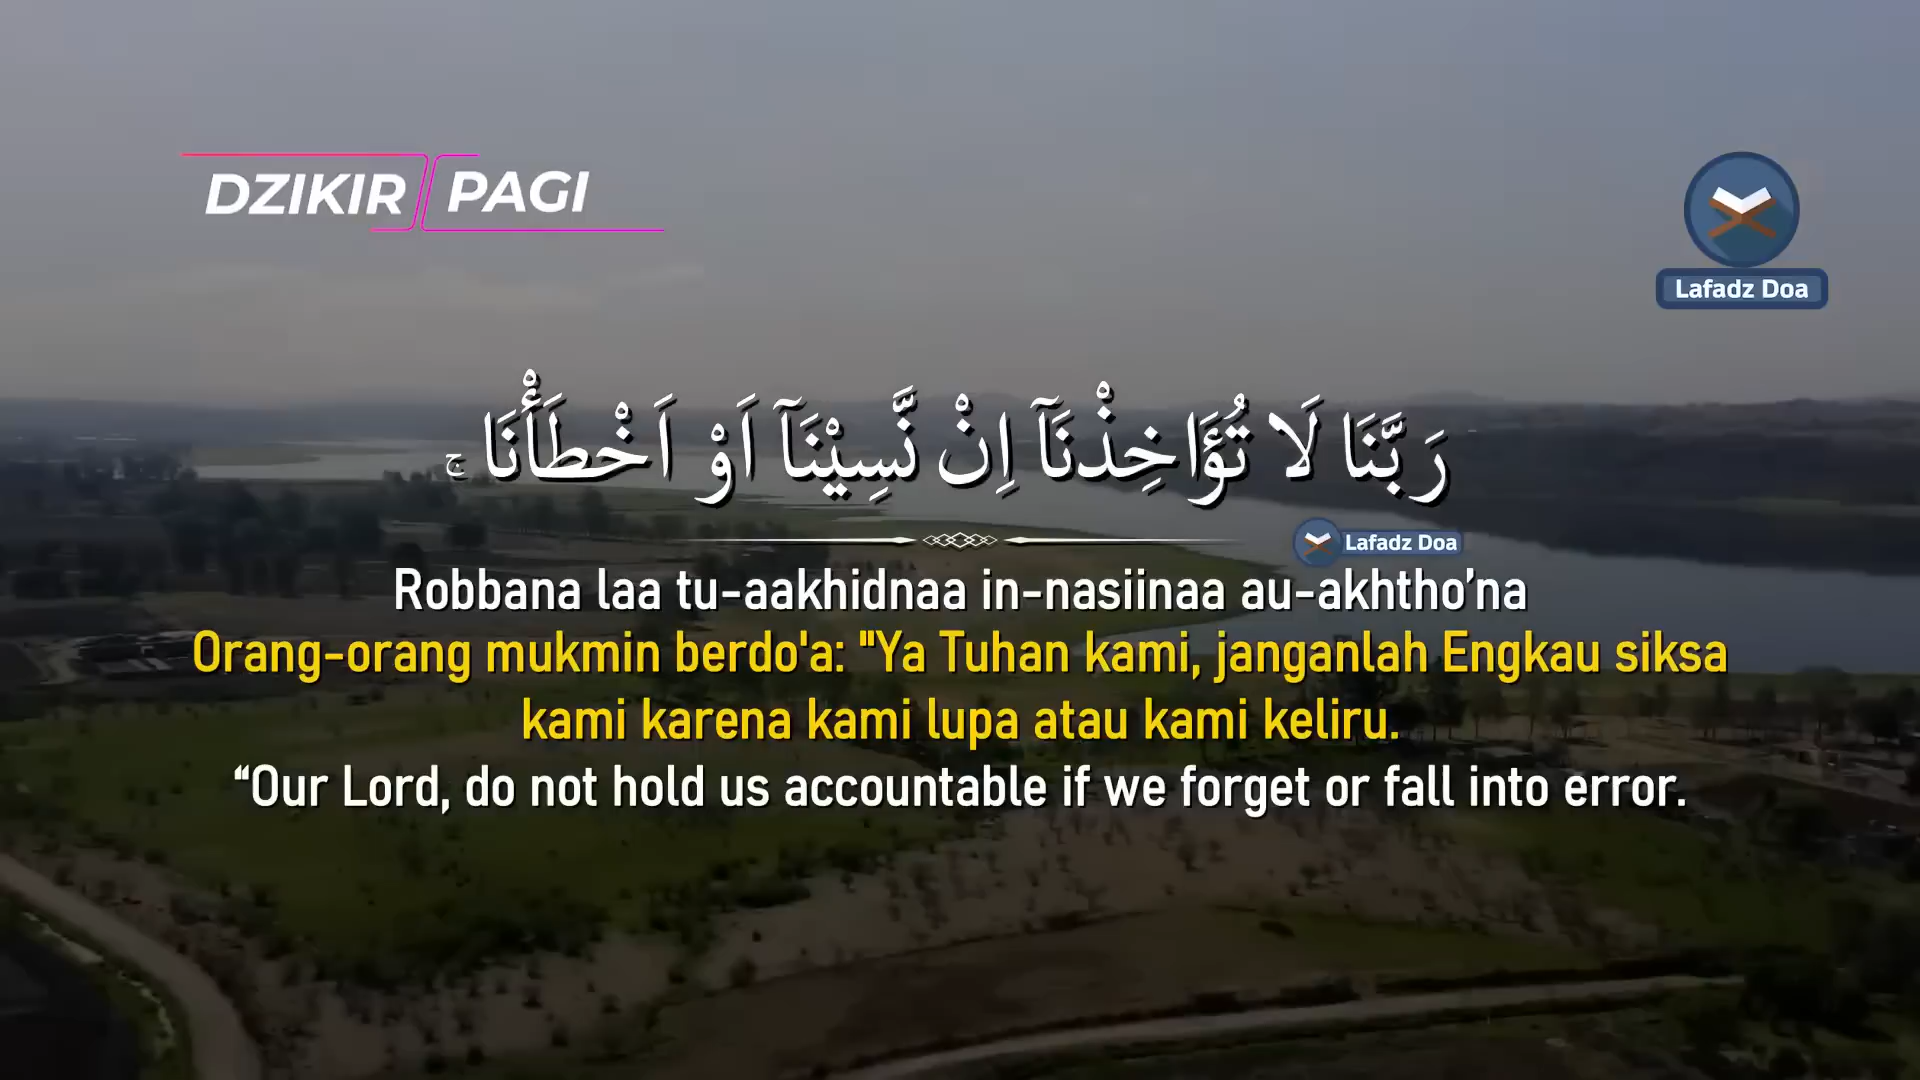 DZIKIR PAGI
Lafadz Doa
رَبَّنَا لَا تُؤَاخِذْنَآ اِنْ نَّسِيْنَآ اَوْ اَخْطَأْنَا ۚ
Lafadz Doa
Robbana laa tu-aakhidnaa in-nasiinaa au-akhtho’na
Orang-orang mukmin berdo'a: "Ya Tuhan kami, janganlah Engkau siksa
kami karena kami lupa atau kami keliru.
“Our Lord, do not hold us accountable if we forget or fall into error.